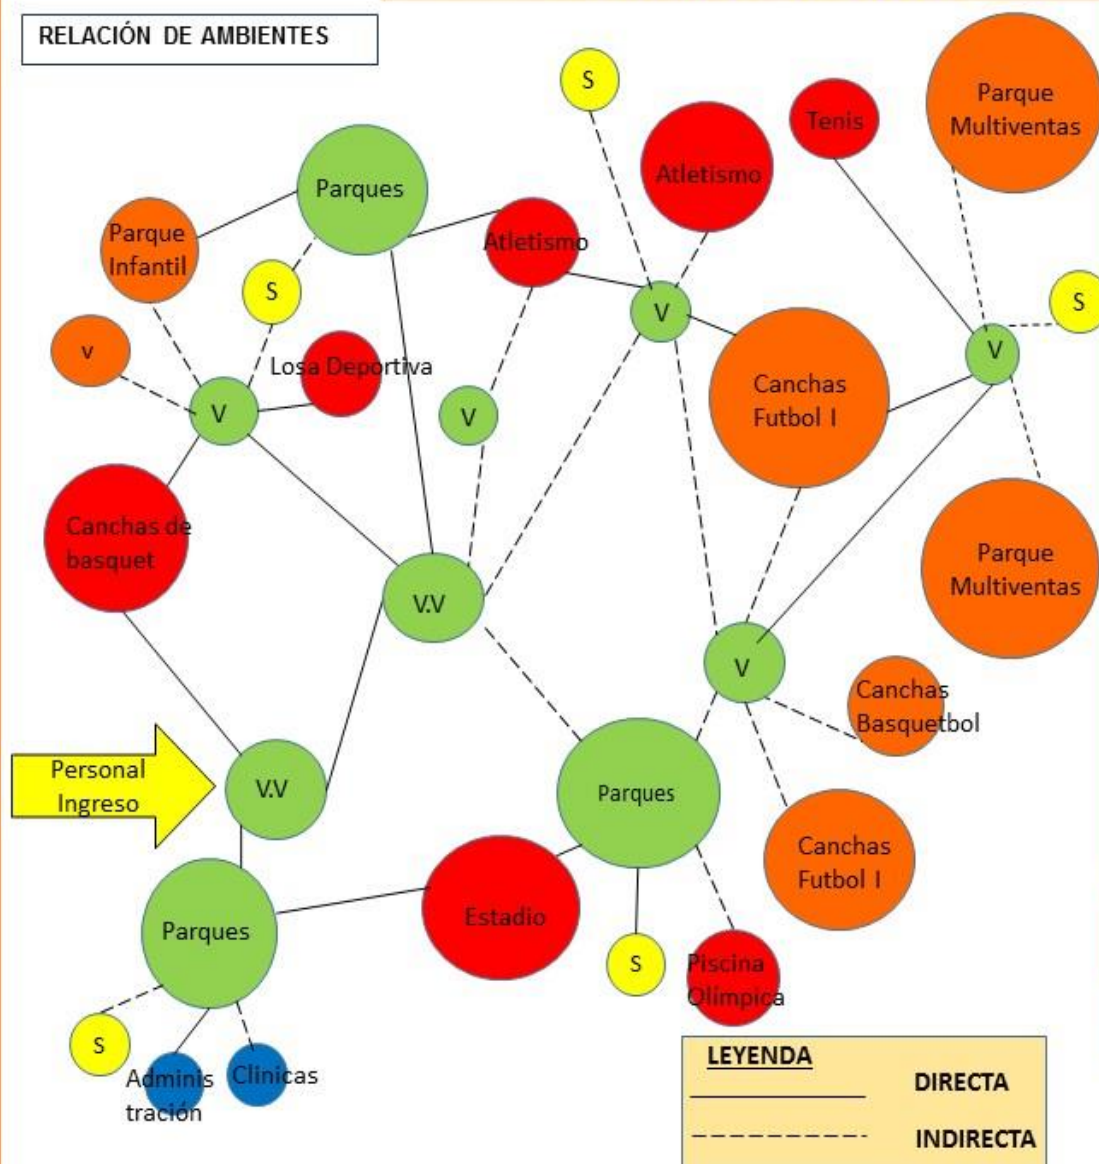 RELACIÓN DE AMBIENTES
S
Parque
Multiventas
Tenis
Atletismo
Parques
Parque
Infantil
Atletismo
S
S
V
v
V
Losa Deportiva
Canchas
Futbol I
V
V
Canchas de
basquet
Parque
Multiventas
V.V
V
Canchas
Basquetbol
Personal
Ingreso
V.V
Parques
Canchas
Futbol I
Estadio
Parques
S
Piscina
Olímpica
S
Adminis
tración
Clinicas
LEYENDA
DIRECTA
INDIRECTA